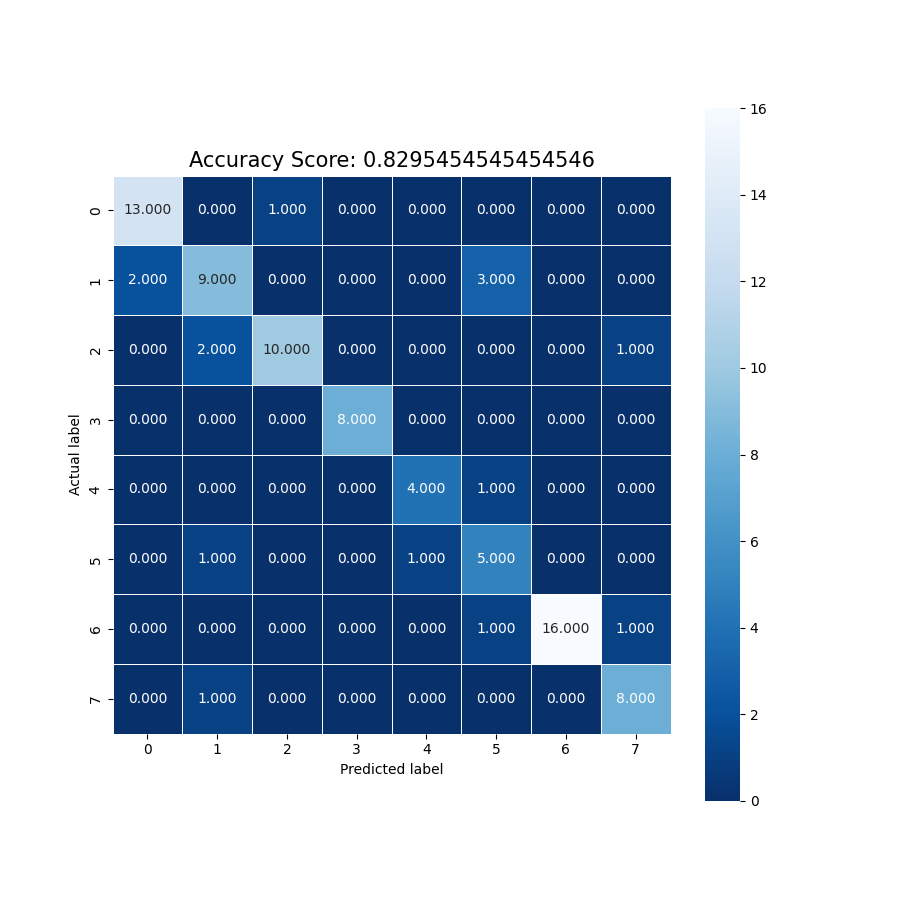 Accuracy Score: 0.8295454545454546
0 13.000 0.000 1.000 0.000 0.000 0.000 0.000 0.000
1 2.000 9.000 0.000 0.000 0.000 3.000 0.000 0.000
2 0.000 2.000 10.000 0.000 0.000 0.000 0.000 1.000
3 0.000 0.000 0.000 8.000 0.000 0.000 0.000 0.000
4 0.000 0.000 0.000 0.000 4.000 1.000 0.000 0.000
5 0.000 1.000 0.000 0.000 1.000 5.000 0.000 0.000
6 0.000 0.000 0.000 0.000 0.000 1.000 16.000 1.000
7 0.000 1.000 0.000 0.000 0.000 0.000 0.000 8.000
0 1 2 3 4 5 6 7
Actual label
Predicted label
16
14
12
10
8
6
4
2
0